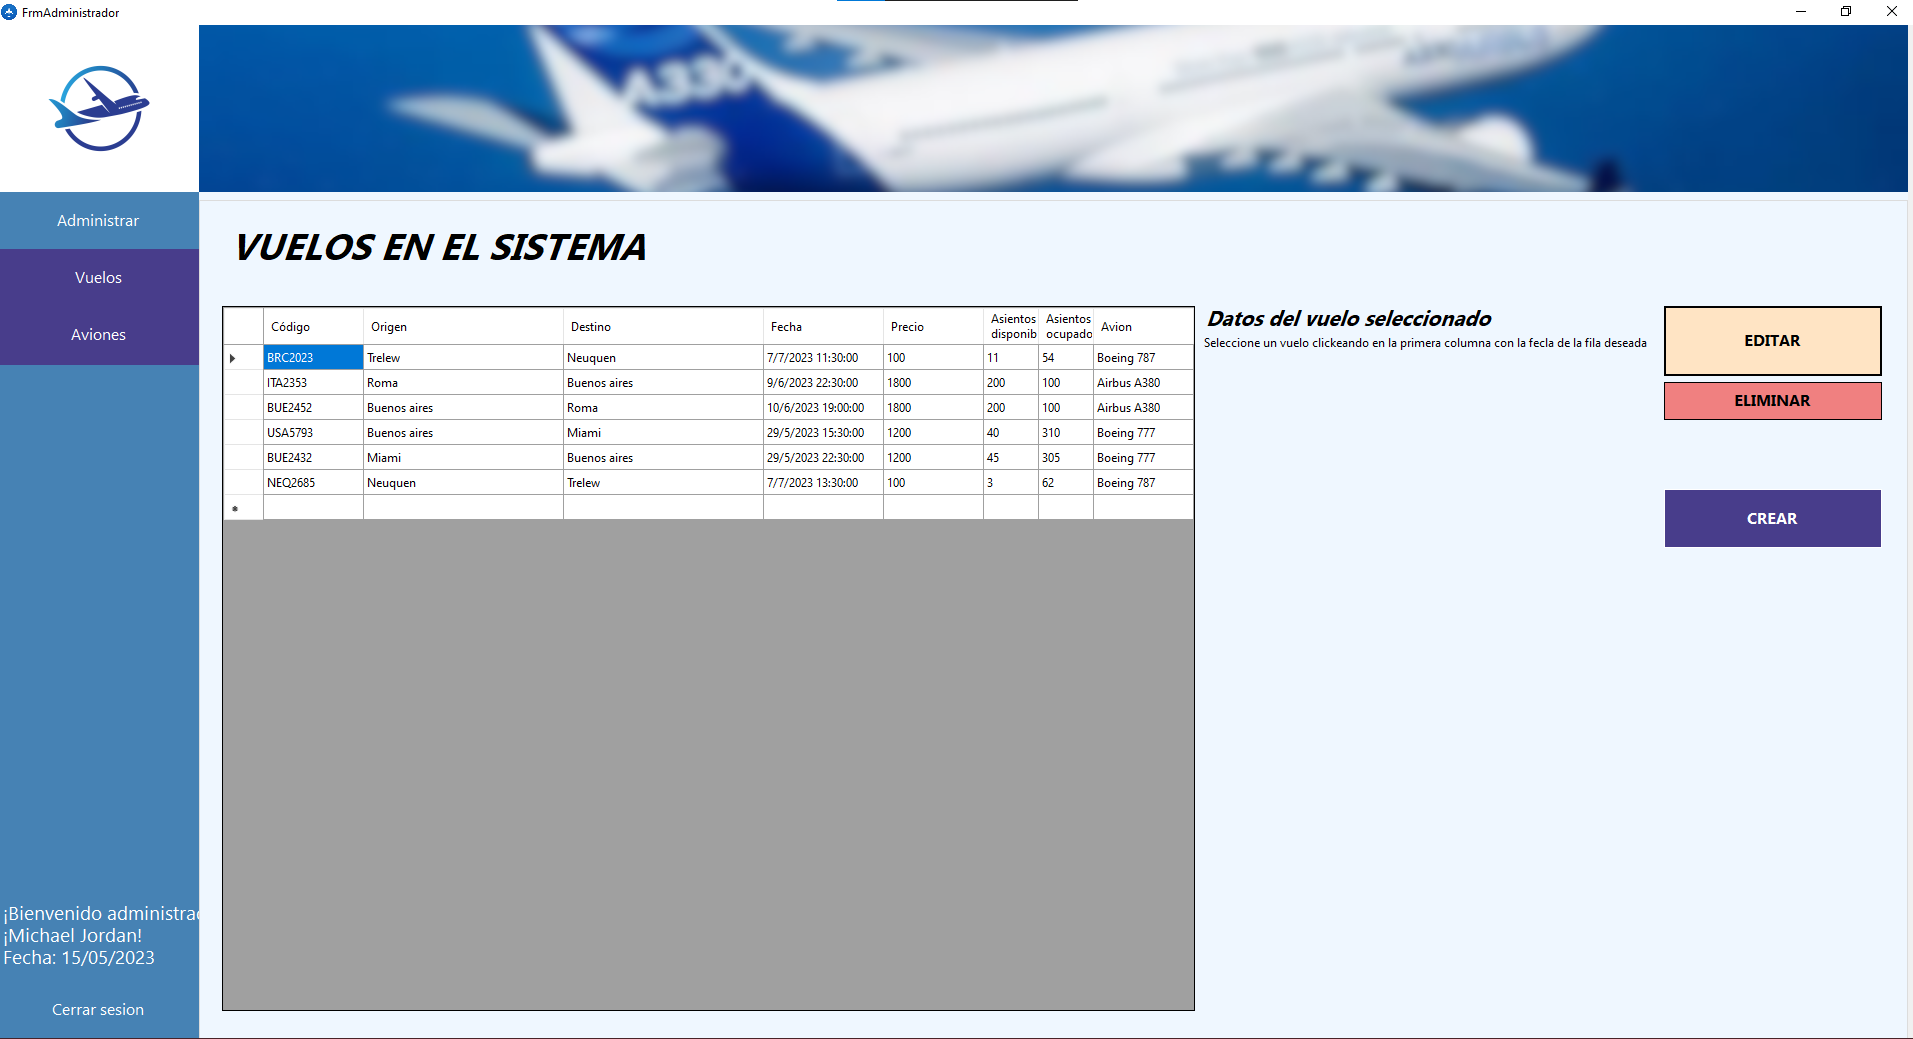 FrmAdministrador
A330
Administrar
Vuelos
Aviones
VUELOS EN EL SISTEMA
Código Origen Destino Fecha Precio Asientos disponib Asientos ocupado Avion
BRC2023 Trelew Neuquen 7/7/2023 11:30:00 100 11 54 Boeing 787
ITA2353 Roma Buenos aires 9/6/2023 22:30:00 1800 200 100 Airbus A380
BUE2452 Buenos aires Roma 10/6/2023 19:00:00 1800 200 100 Airbus A380
USA5793 Buenos aires Miami 29/5/2023 15:30:00 1200 40 310 Boeing 777
BUE2432 Miami Buenos aires 29/5/2023 22:30:00 1200 45 305 Boeing 777
NEQ2685 Neuquen Trelew 7/7/2023 13:30:00 100 3 62 Boeing 787
Datos del vuelo seleccionado
Seleccione un vuelo clickeando en la primera columna con la fecla de la fila deseada
EDITAR
ELIMINAR
CREAR
¡Bienvenido administrad
¡Michael Jordan!
Fecha: 15/05/2023
Cerrar sesion